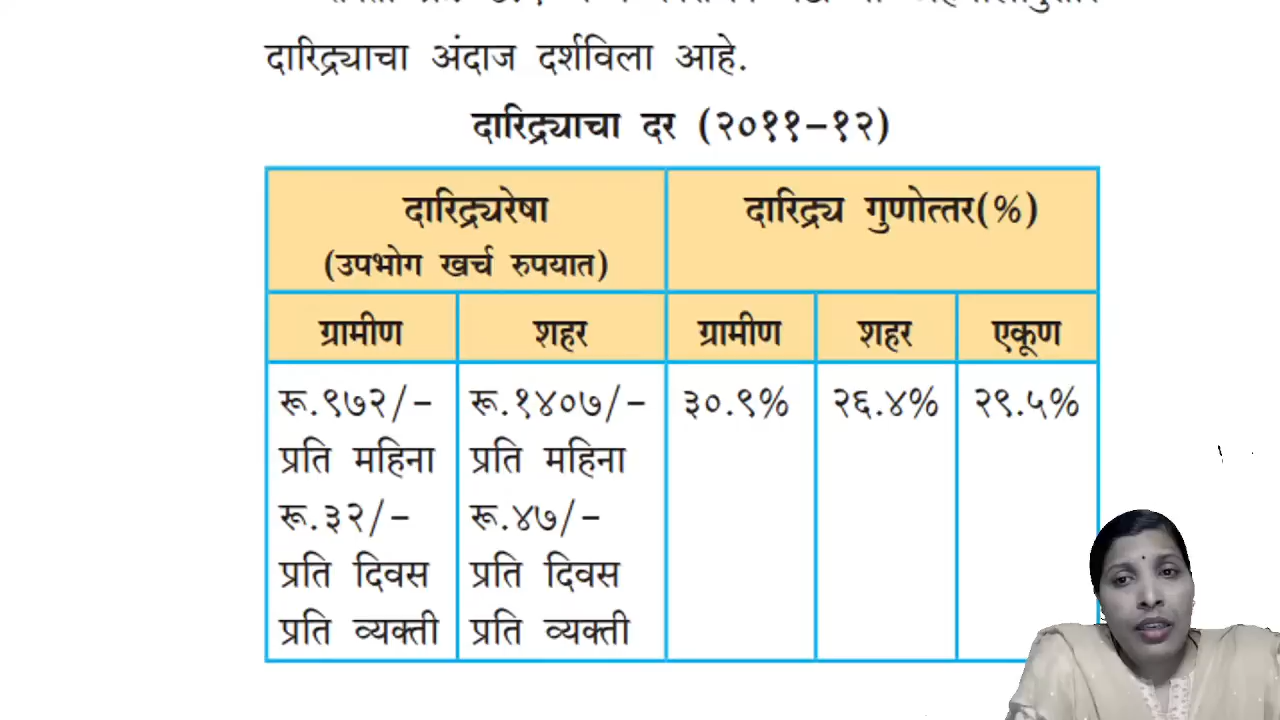 दारिद्र्याचा अंदाज दर्शविला आहे.
दारिद्र्याचा दर (२०११-१२)
दारिद्र्यरेषा
(उपभोग खर्च रुपयात)
दारिद्र्य गुणोत्तर(%)
ग्रामीण शहर ग्रामीण शहर एकूण
रू.९७२/- रू.१४०७/- ३०.९% २६.४% २९.५%
प्रति महिना प्रति महिना
रू.३२/- रू.४७/-
प्रति दिवस प्रति दिवस
प्रति व्यक्ती प्रति व्यक्ती